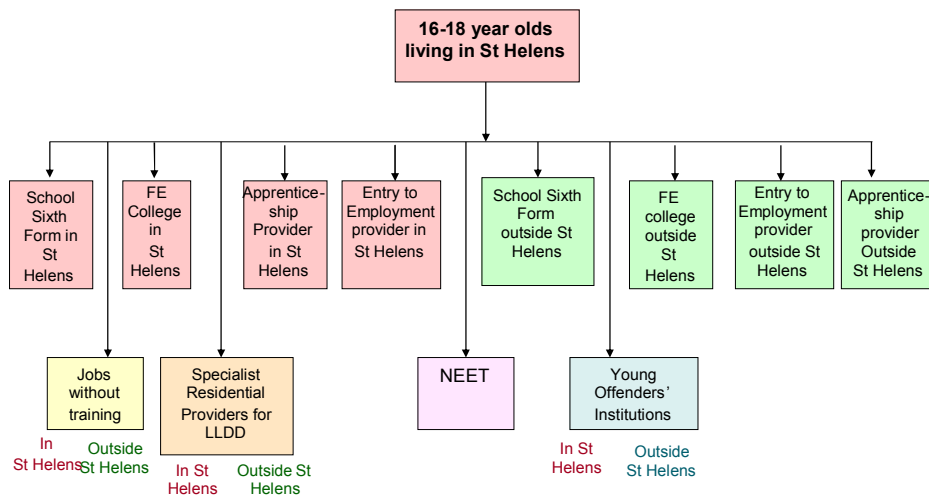 16-18 year olds
living in St Helens
School
Sixth
Form in
St
Helens
FE
College
in
St
Helens
Apprentice-
ship
Provider
in St
Helens
Entry to
Employment
provider in
St Helens
School Sixth
Form
outside St
Helens
FE
college
outside
St
Helens
Entry to
Employment
provider
outside St
Helens
Apprentice-
ship
provider
Outside
St Helens
Jobs
without
training
Specialist
Residential
Providers for
LLDD
NEET
Young
Offenders’
Institutions
In
St Helens
Outside
St Helens
In St
Helens
Outside St
Helens
In St
Helens
Outside
St Helens